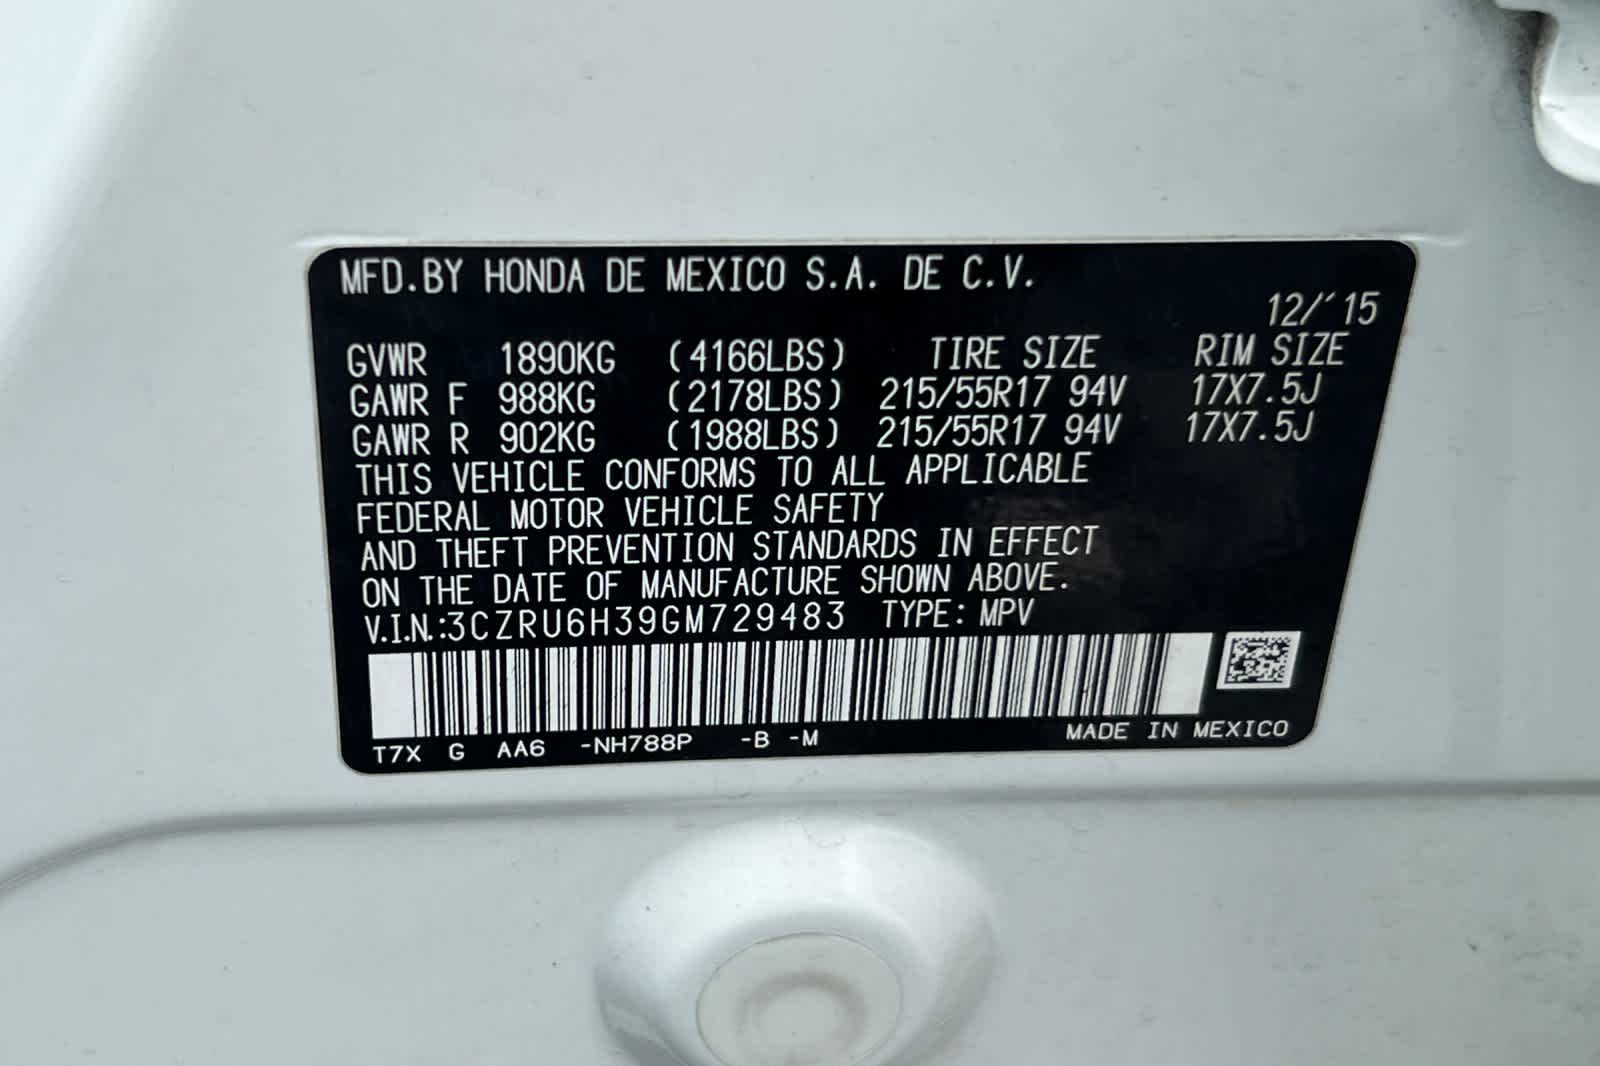 MFD.BY HONDA DE MEXICO S.A. DE C.V.
12/´15
GVWR 1890KG (4166LBS) TIRE SIZE RIM SIZE
GAWR F 988KG (2178LBS) 215/55R17 94V 17X7.5J
GAWR R 902KG (1988LBS) 215/55R17 94V 17X7.5J
THIS VEHICLE CONFORMS TO ALL APPLICABLE
FEDERAL MOTOR VEHICLE SAFETY
AND THEFT PREVENTION STANDARDS IN EFFECT
ON THE DATE OF MANUFACTURE SHOWN ABOVE.
V.I.N.:3CZRU6H39GM729483 TYPE: MPV
T7X G AA6 -NH788P -B -M MADE IN MEXICO